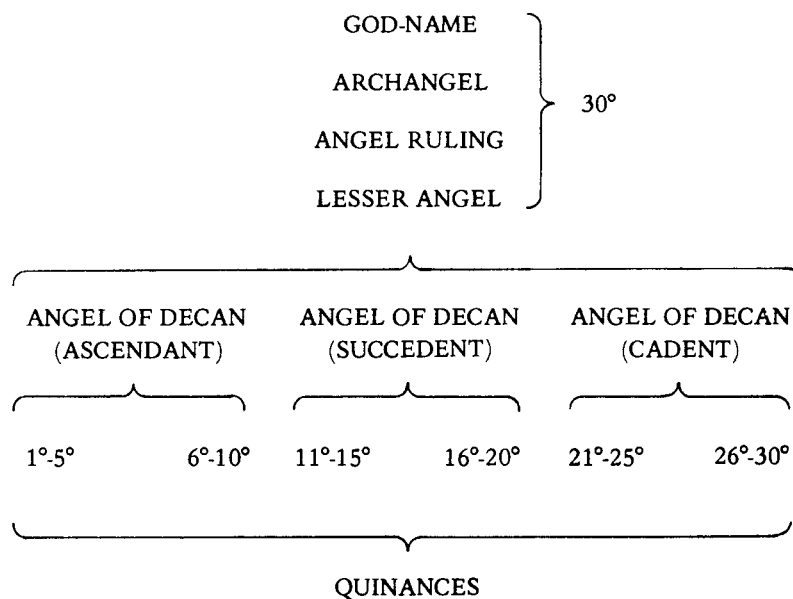 GOD-NAME
ARCHANGEL
30°
ANGEL RULING
LESSER ANGEL
ANGEL OF DECAN ANGEL OF DECAN ANGEL OF DECAN
(ASCENDANT) (SUCCEDENT) (CADENT)
1°-5° 6°-10° 11°-15° 16°-20° 21°-25° 26°-30°
QUINANCES